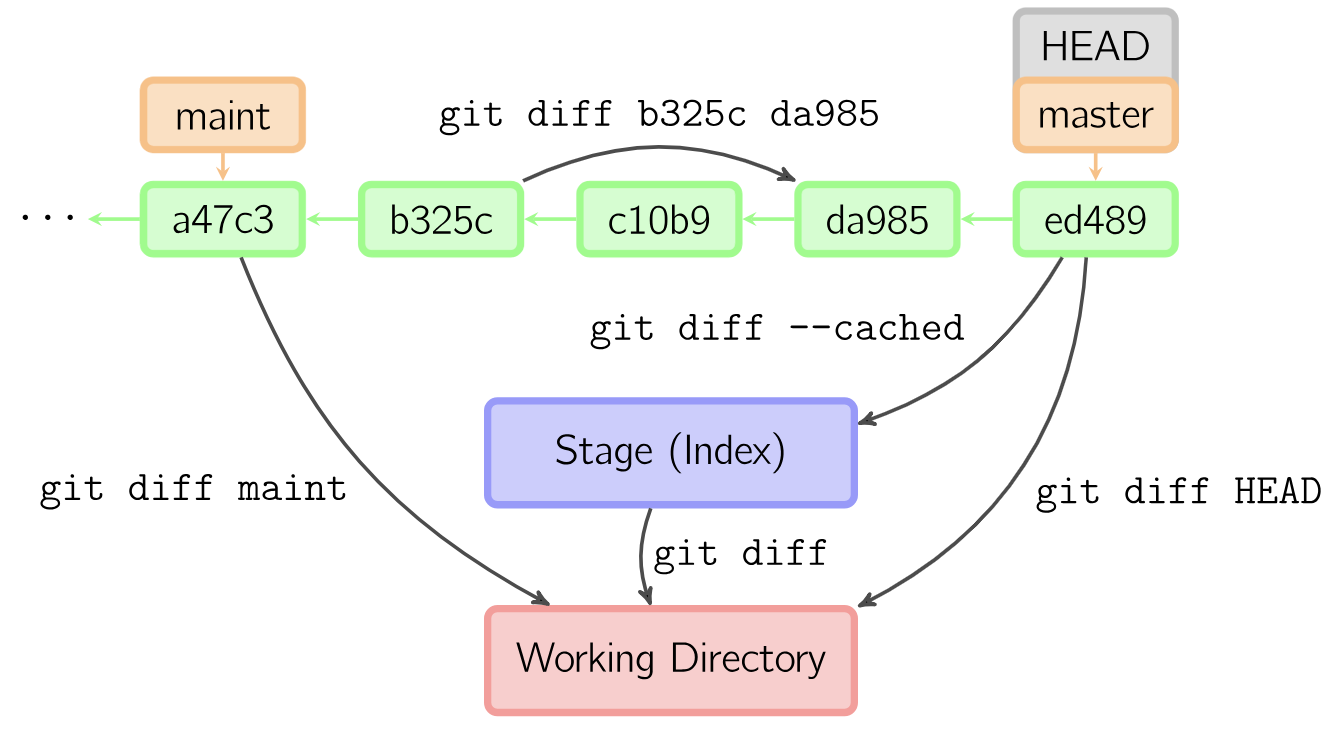 HEAD
maint
git diff b325c da985
master
...
a47c3
b325c
c10b9
da985
ed489
git diff --cached
Stage (Index)
git diff maint
git diff HEAD
git diff
Working Directory